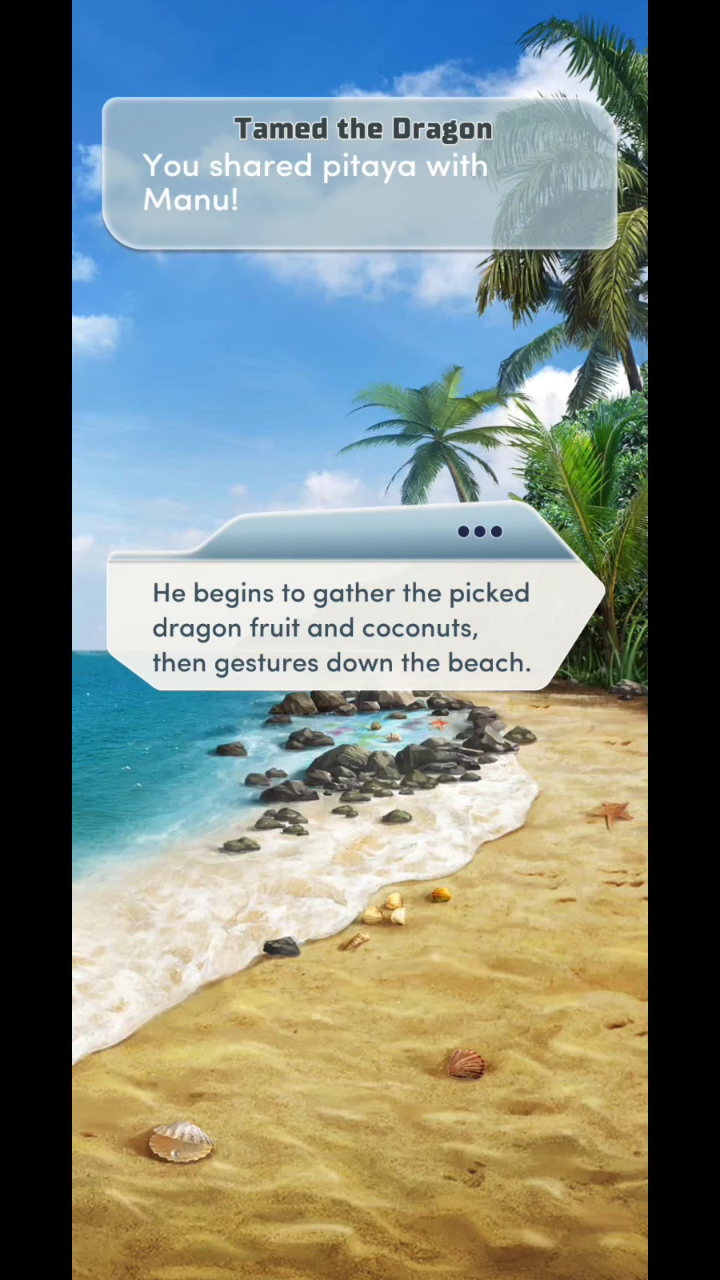 Tamed the Dragon
You shared pitaya with
Manu!
He begins to gather the picked
dragon fruit and coconuts,
then gestures down the beach.